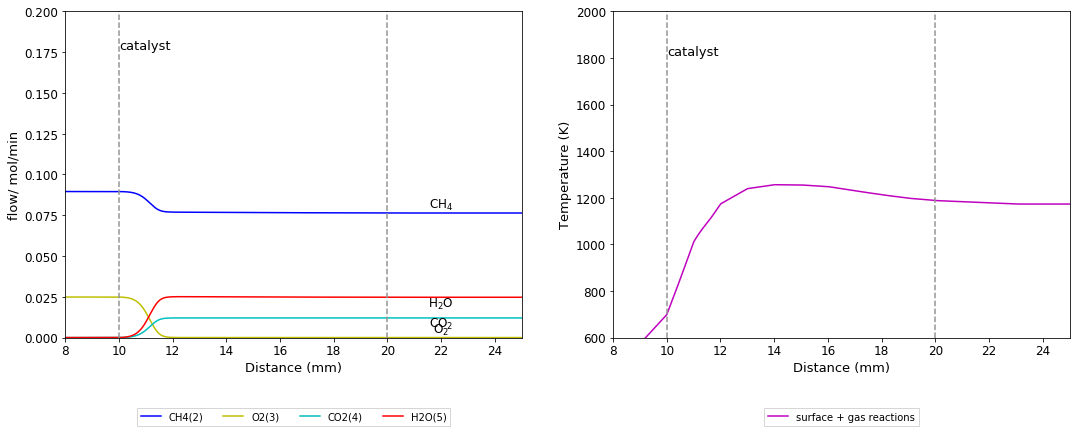 0.200
0.175
0.150
0.125
0.100
0.075
0.050
0.025
0.000
flow/ mol/min
catalyst
CH₄
H₂O
CO₂
O₂
8 10 12 14 16 18 20 22 24
Distance (mm)
CH4(2) O2(3) CO2(4) H2O(5)
2000
1800
1600
1400
1200
1000
800
600
Temperature (K)
catalyst
8 10 12 14 16 18 20 22 24
Distance (mm)
surface + gas reactions